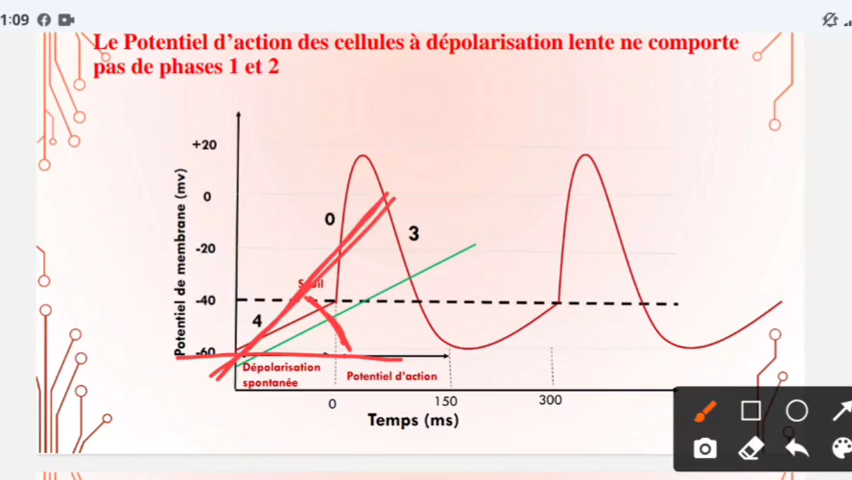 1:09
Le Potentiel d'action des cellules à dépolarisation lente ne comporte
pas de phases 1 et 2
Potentiel de membrane (mv)
+20
0
-20
-40
-60
0
3
4
Seuil
Dépolarisation
spontanée
Potentiel d'action
0
150
300
Temps (ms)